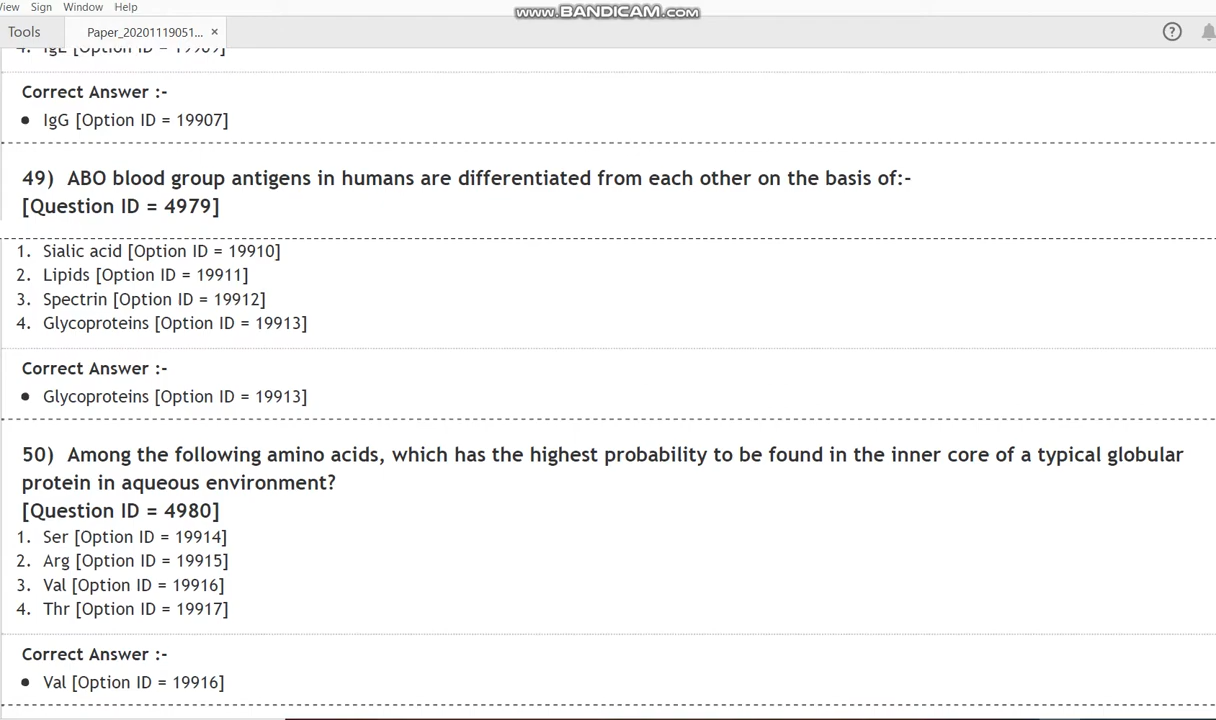 View Sign Window Help
www.BANDICAM.com
Tools Paper_20201119051... × ?
4. IgE [Option ID = 19909]
Correct Answer :-
• IgG [Option ID = 19907]
49) ABO blood group antigens in humans are differentiated from each other on the basis of:-
[Question ID = 4979]
1. Sialic acid [Option ID = 19910]
2. Lipids [Option ID = 19911]
3. Spectrin [Option ID = 19912]
4. Glycoproteins [Option ID = 19913]
Correct Answer :-
• Glycoproteins [Option ID = 19913]
50) Among the following amino acids, which has the highest probability to be found in the inner core of a typical globular
protein in aqueous environment?
[Question ID = 4980]
1. Ser [Option ID = 19914]
2. Arg [Option ID = 19915]
3. Val [Option ID = 19916]
4. Thr [Option ID = 19917]
Correct Answer :-
• Val [Option ID = 19916]